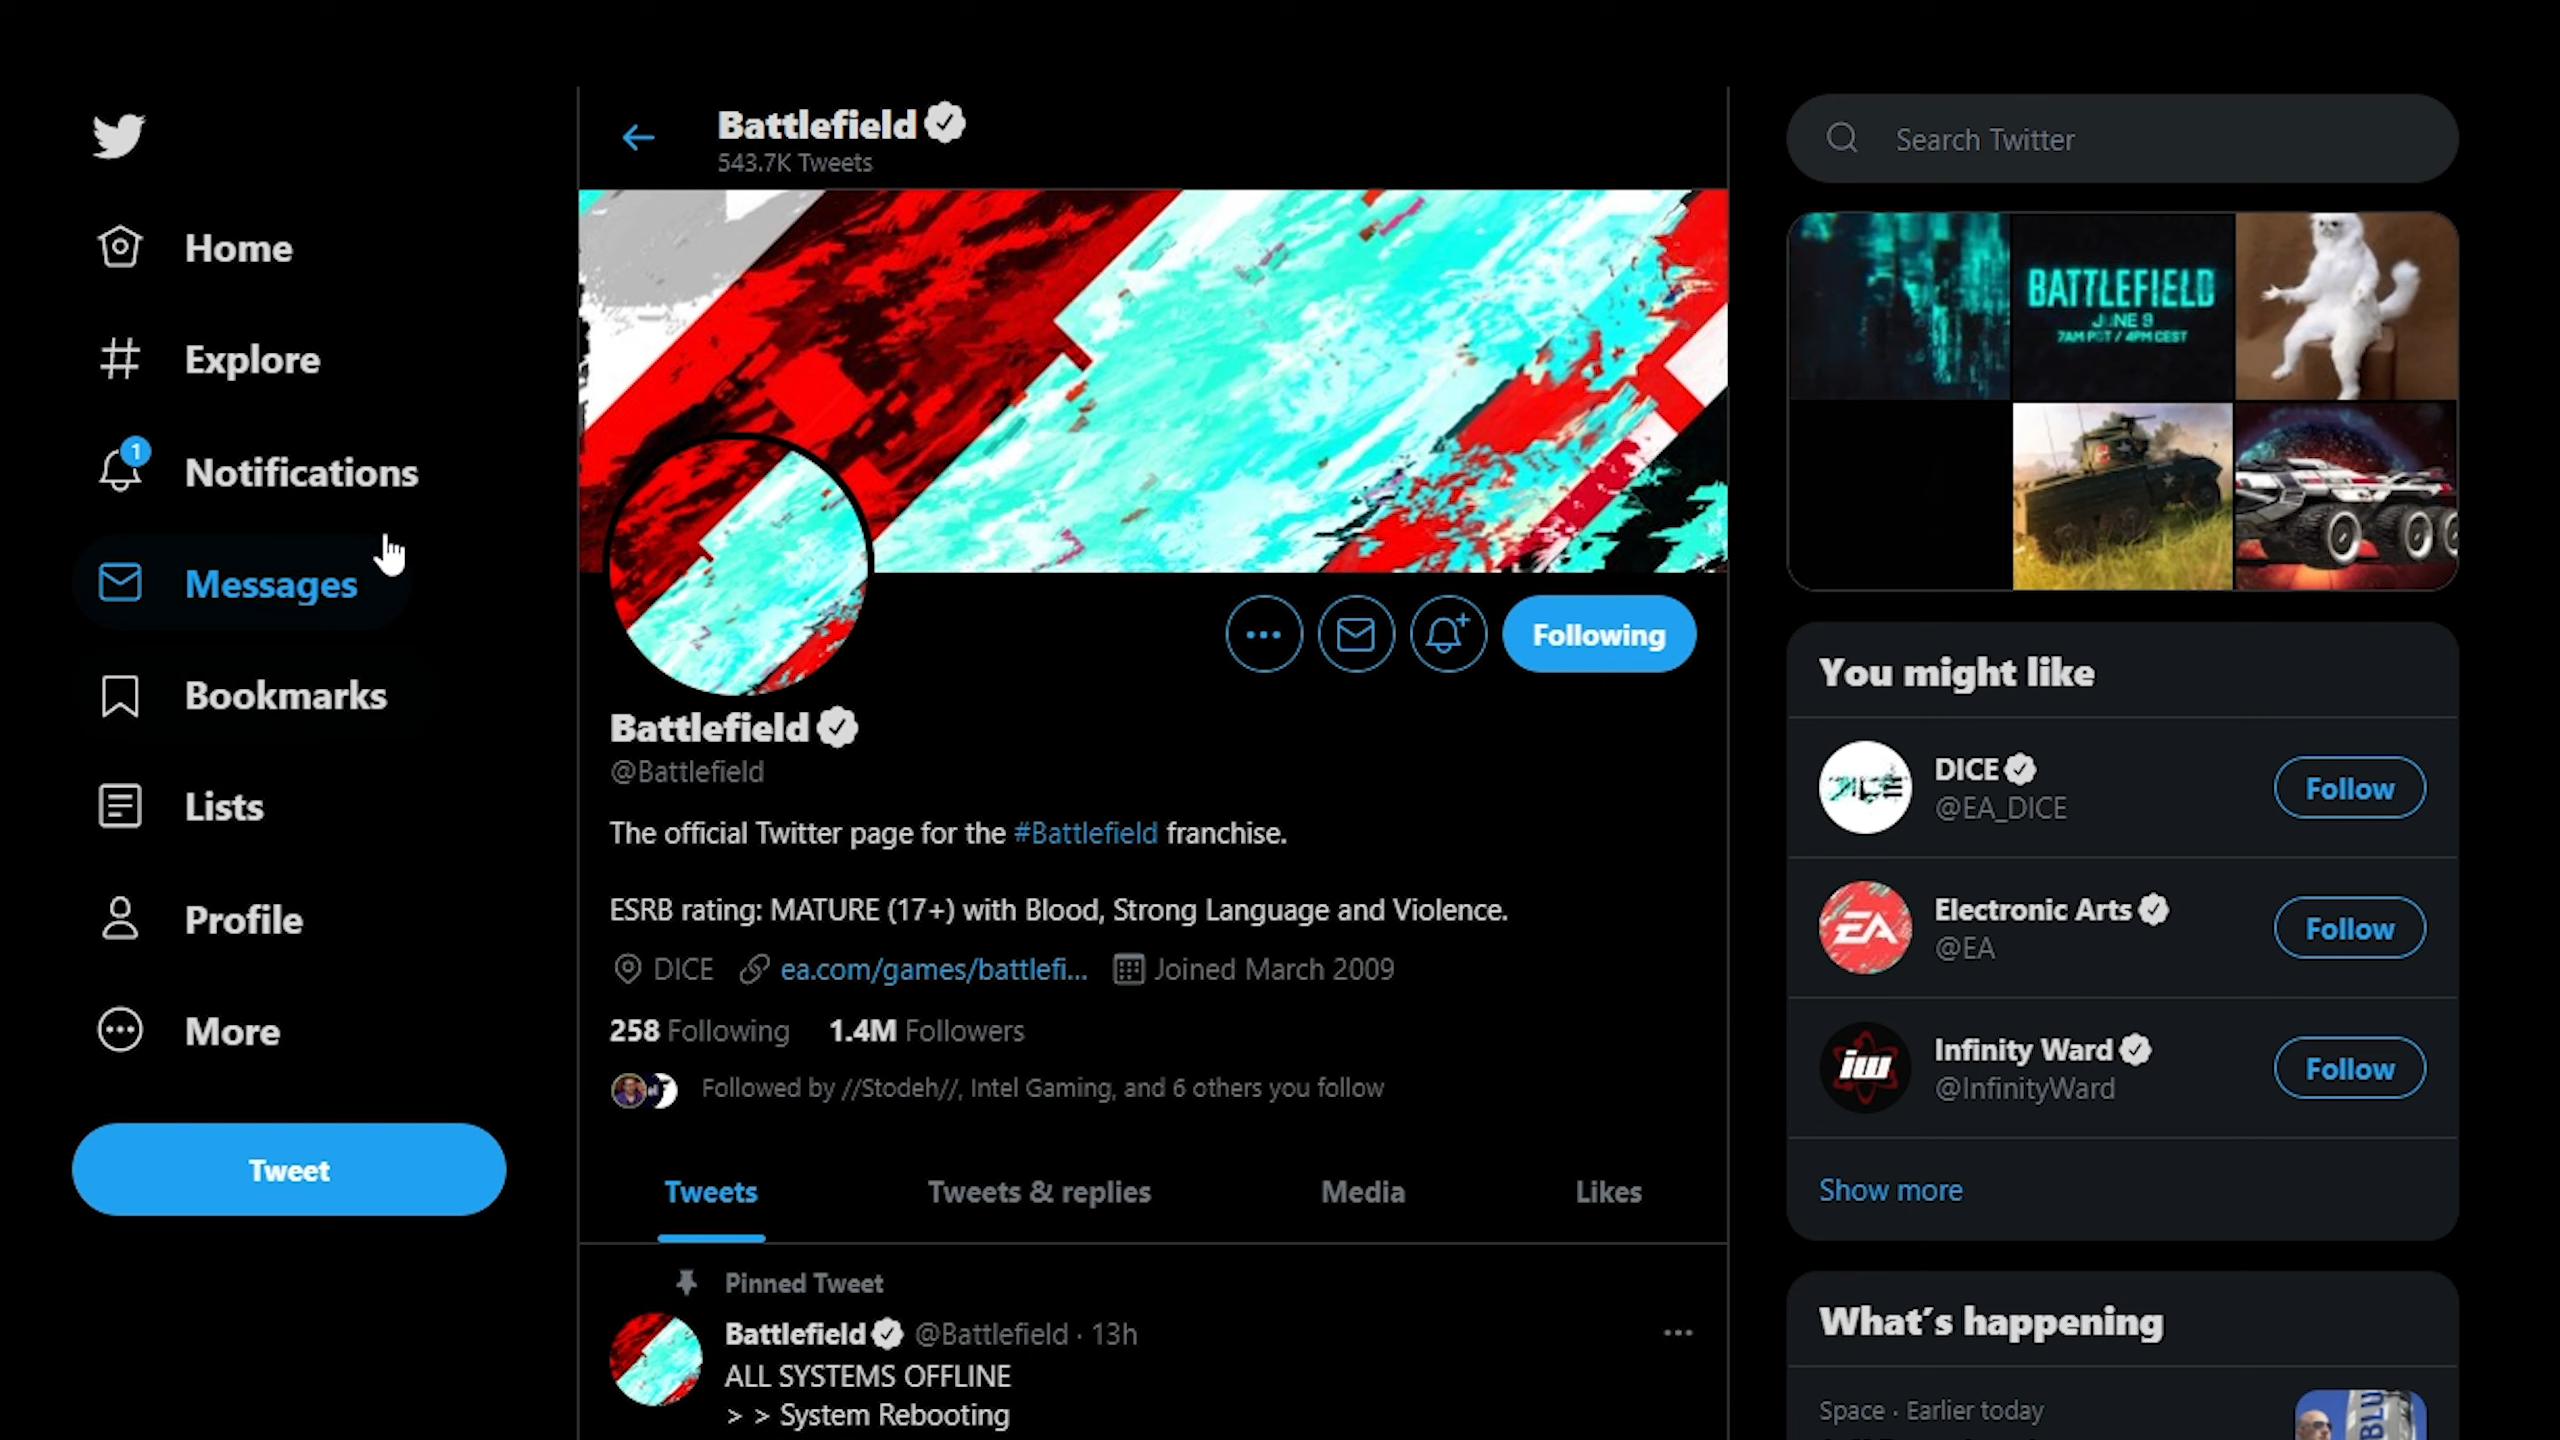 Home
Explore
1
Notifications
Messages
Bookmarks
Lists
Profile
More
Tweet
Battlefield
543.7K Tweets
Following
Battlefield
@Battlefield
The official Twitter page for the #Battlefield franchise.
ESRB rating: MATURE (17+) with Blood, Strong Language and Violence.
DICE ea.com/games/battlefi... Joined March 2009
258 Following 1.4M Followers
Followed by //Stodeh//, Intel Gaming, and 6 others you follow
Tweets Tweets & replies Media Likes
Pinned Tweet
Battlefield @Battlefield · 13h
ALL SYSTEMS OFFLINE
> > System Rebooting
Search Twitter
BATTLEFIELD
JUNE 9
7AM PDT / 4PM CEST
You might like
DICE
DICE
@EA_DICE
Follow
EA
Electronic Arts
@EA
Follow
iw
Infinity Ward
@InfinityWard
Follow
Show more
What's happening
Space · Earlier today
BLU